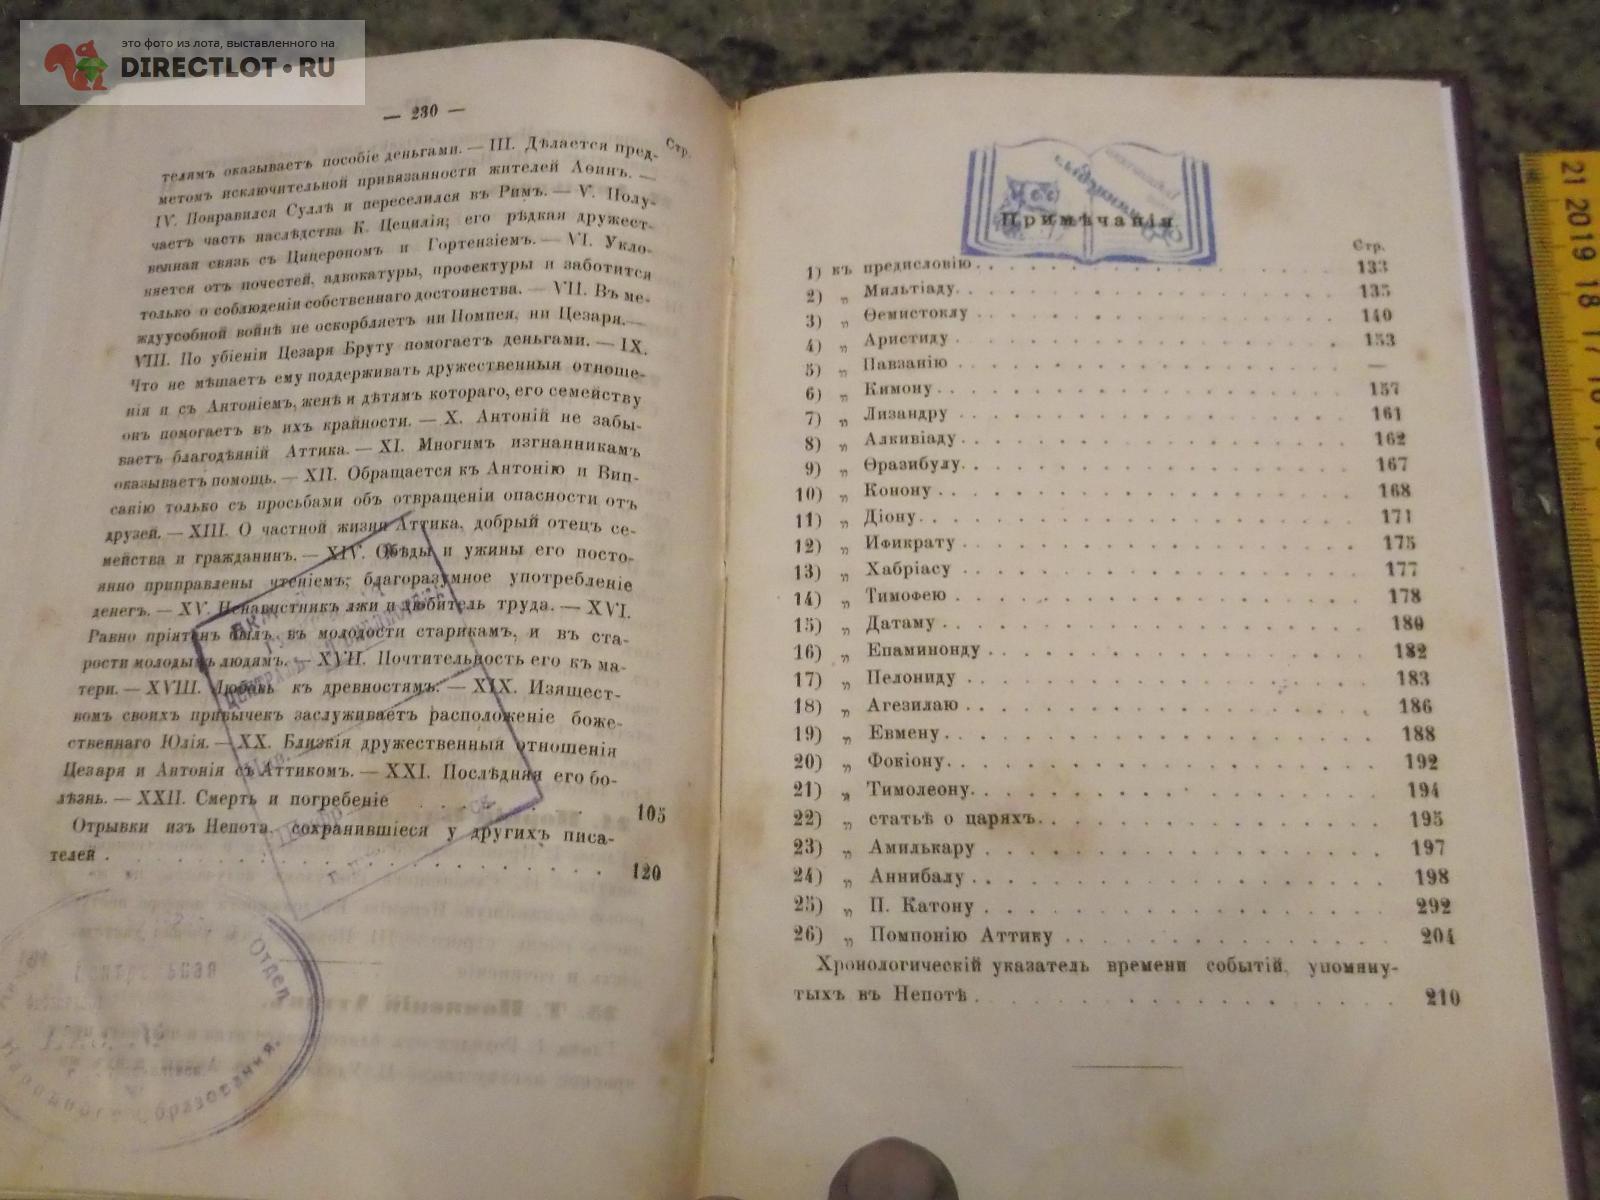 это фото из лота, выставленного на
DIRECTLOT.RU
— 230 —
Стр.
телямъ оказываетъ пособіе деньгами. — III. Дѣлается пред-
метомъ исключительной привязанности жителей Аѳинъ. —
IV. Понравился Суллѣ и переселился въ Римъ. — V. Полу-
чаетъ часть наслѣдства К. Цецилія; его рѣдкая дружест-
венная связь съ Цицерономъ и Гортензіемъ. — VI. Укло-
няется отъ почестей, адвокатуры, префектуры и заботится
только о соблюденіи собственнаго достоинства. — VII. Въ ме-
ждуусобной войнѣ не оскорбляетъ ни Помпея, ни Цезаря. —
VIII. По убіеніи Цезаря Бруту помогаетъ деньгами. — IX.
Что не мѣшаетъ ему поддерживать дружественныя отноше-
нія и съ Антоніемъ, женѣ и дѣтямъ котораго, его семейству
онъ помогаетъ въ ихъ крайности. — X. Антоній не забы-
ваетъ благодѣяній Аттика. — XI. Многимъ изгнанникамъ
оказываетъ помощь. — XII. Обращается къ Антонію и Вип-
санію только съ просьбами объ отвращеніи опасности отъ
друзей. — XIII. О частной жизни Аттика, добрый отецъ се-
мейства и гражданинъ. — XIV. Обѣды и ужины его посто-
янно приправлены чтеніемъ; благоразумное употребленіе
денегъ. — XV. Ненавистникъ лжи и любитель труда. — XVI.
Равно пріятенъ былъ въ молодости старикамъ, и въ ста-
рости молодымъ людямъ. — XVII. Почтительность его къ ма-
тери. — XVIII. Любовь къ древностямъ. — XIX. Изящест-
вомъ своихъ привычекъ заслуживаетъ расположеніе боже-
ственнаго Юлія. — XX. Близкія дружественныя отношенія
Цезаря и Антонія съ Аттикомъ. — XXI. Послѣдняя его бо-
лѣзнь. — XXII. Смерть и погребеніе . . . . 105
Отрывки изъ Непота, сохранившіеся у другихъ писа-
телей . . . . . . . . . . 120
Отдел
Народного Образования.
Примѣчанія
Стр.
1) къ предисловію . . . . . . . . 133
2) „ Мильтіаду . . . . . . . . 135
3) „ Ѳемистоклу . . . . . . . . 140
4) „ Аристиду . . . . . . . . 153
5) „ Павзанію . . . . . . . . —
6) „ Кимону . . . . . . . . 157
7) „ Лизандру . . . . . . . . 161
8) „ Алкивіаду . . . . . . . . 162
9) „ Ѳразибулу . . . . . . . . 167
10) „ Конону . . . . . . . . 168
11) „ Діону . . . . . . . . 171
12) „ Ификрату . . . . . . . . 175
13) „ Хабріасу . . . . . . . . 177
14) „ Тимофею . . . . . . . . 178
15) „ Датаму . . . . . . . . 180
16) „ Епаминонду . . . . . . . . 182
17) „ Пелопиду . . . . . . . . 183
18) „ Агезилаю . . . . . . . . 186
19) „ Евмену . . . . . . . . 188
20) „ Фокіону . . . . . . . . 192
21) „ Тимолеону . . . . . . . . 194
22) „ статьѣ о царяхъ . . . . . . . . 195
23) „ Амилькару . . . . . . . . 197
24) „ Аннибалу . . . . . . . . 198
25) „ П. Катону . . . . . . . . 292
26) „ Помпонію Аттику . . . . . . . . 204
Хронологическій указатель времени событій, упомяну-
тыхъ въ Непотѣ . . . . . . . . 210
21 20 19 18 17 16